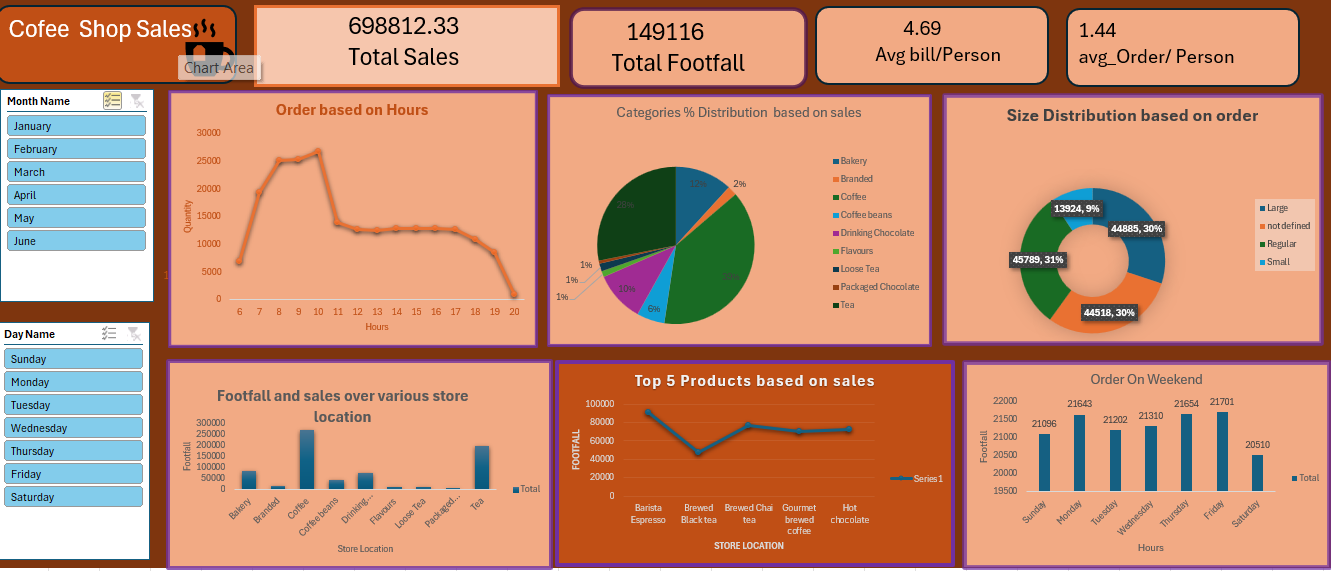 Cofee Shop Sales
Chart Area
698812.33
Total Sales
149116
Total Footfall
4.69
Avg bill/Person
1.44
avg_Order/ Person
Month Name
January
February
March
April
May
June
Day Name
Sunday
Monday
Tuesday
Wednesday
Thursday
Friday
Saturday
Order based on Hours
Quantity
30000
25000
20000
15000
10000
5000
0
6 7 8 9 10 11 12 13 14 15 16 17 18 19 20
Hours
Categories % Distribution based on sales
12%
2%
6%
10%
1%
1%
1%
28%
Bakery
Branded
Coffee
Coffee beans
Drinking Chocolate
Flavours
Loose Tea
Packaged Chocolate
Tea
Size Distribution based on order
13924, 9%
44885, 30%
45789, 31%
44518, 30%
Large
not defined
Regular
Small
Footfall and sales over various store
location
Footfall
300000
250000
200000
150000
100000
50000
0
Bakery
Branded
Coffee
Coffee beans
Drinking...
Flavours
Loose Tea
Packaged...
Tea
Total
Store Location
Top 5 Products based on sales
FOOTFALL
100000
80000
60000
40000
20000
0
Barista
Espresso
Brewed
Black tea
Brewed Chai
tea
Gourmet
brewed
coffee
Hot
chocolate
Series1
STORE LOCATION
Order On Weekend
Footfall
22000
21500
21000
20500
20000
19500
21096
21643
21202
21310
21654
21701
20510
Sunday
Monday
Tuesday
Wednesday
Thursday
Friday
Saturday
Total
Hours